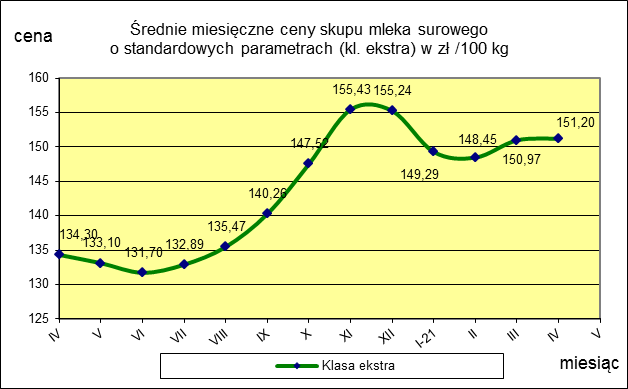 Średnie miesięczne ceny skupu mleka surowego
o standardowych parametrach (kl. ekstra) w zł /100 kg
cena
160
155
150
145
140
135
130
125
134,30
133,10
131,70
132,89
135,47
140,26
147,52
155,43
155,24
149,29
148,45
150,97
151,20
IV
V
VI
VII
VIII
IX
X
XI
XII
I-21
II
III
IV
V
miesiąc
Klasa ekstra